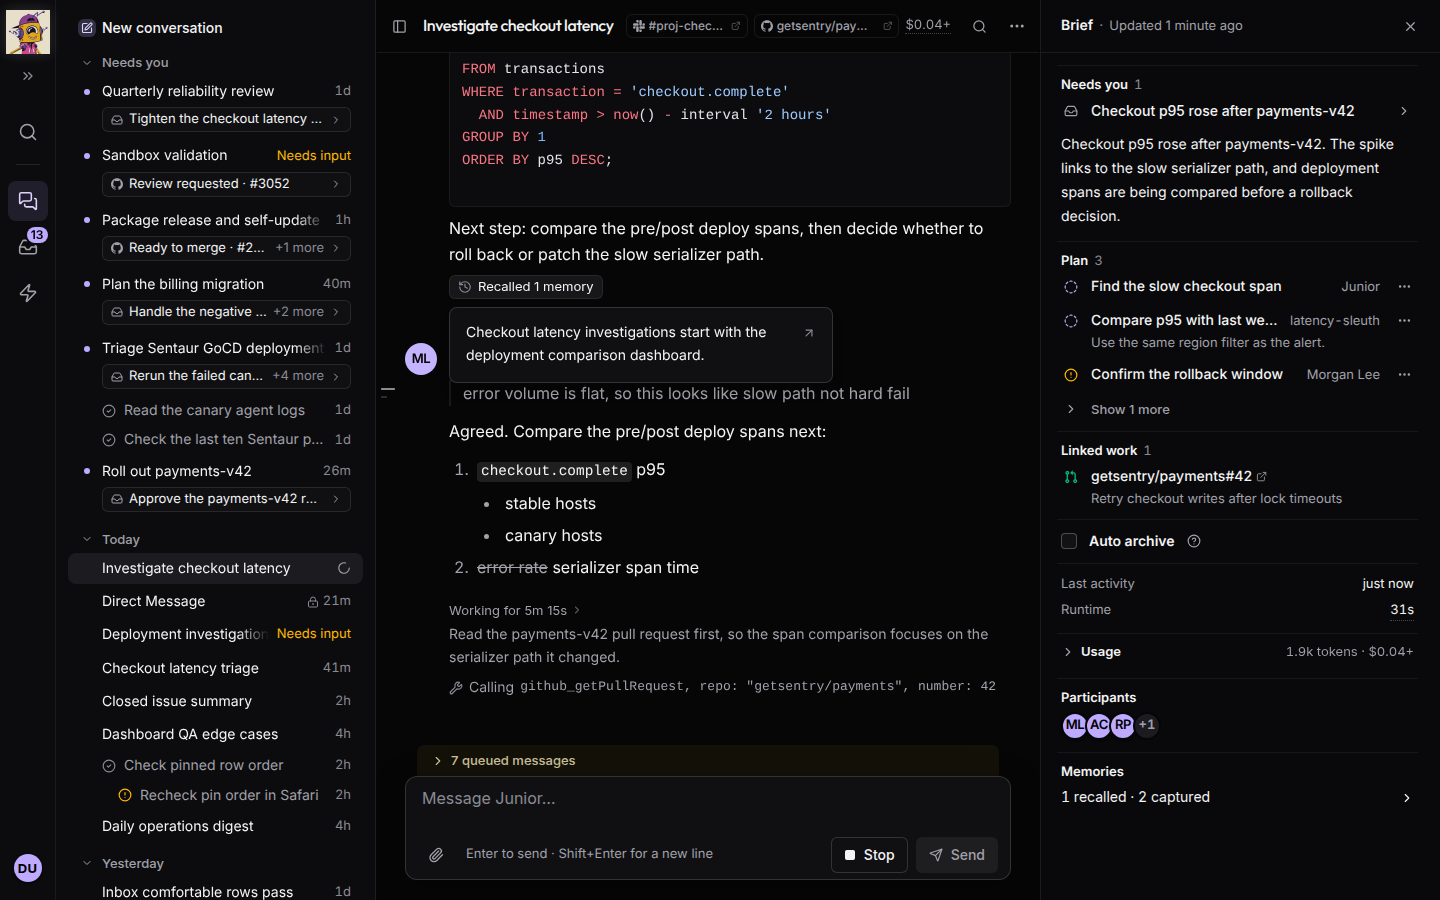 New conversation
Needs you
Quarterly reliability review 1d
Tighten the checkout latency ...
Sandbox validation Needs input
Review requested · #3052
Package release and self-update 1h
Ready to merge · #2... +1 more
Plan the billing migration 40m
Handle the negative ... +2 more
Triage Sentaur GoCD deployment 1d
Rerun the failed can... +4 more
Read the canary agent logs 1d
Check the last ten Sentaur p... 1d
Roll out payments-v42 26m
Approve the payments-v42 r...
Today
Investigate checkout latency
Direct Message 21m
Deployment investigation Needs input
Checkout latency triage 41m
Closed issue summary 2h
Dashboard QA edge cases 4h
Check pinned row order 2h
Recheck pin order in Safari 2h
Daily operations digest 4h
Yesterday
Inbox comfortable rows pass 1d
13
DU
Investigate checkout latency #proj-chec... getsentry/pay... $0.04+
FROM transactions
WHERE transaction = 'checkout.complete'
AND timestamp > now() - interval '2 hours'
GROUP BY 1
ORDER BY p95 DESC;
Next step: compare the pre/post deploy spans, then decide whether to
roll back or patch the slow serializer path.
Recalled 1 memory
Checkout latency investigations start with the
deployment comparison dashboard.
ML
error volume is flat, so this looks like slow path not hard fail
Agreed. Compare the pre/post deploy spans next:
1. checkout.complete p95
• stable hosts
• canary hosts
2. error rate serializer span time
Working for 5m 15s
Read the payments-v42 pull request first, so the span comparison focuses on the
serializer path it changed.
Calling github_getPullRequest, repo: "getsentry/payments", number: 42
7 queued messages
Message Junior...
Enter to send · Shift+Enter for a new line
Stop
Send
Brief · Updated 1 minute ago
Needs you 1
Checkout p95 rose after payments-v42
Checkout p95 rose after payments-v42. The spike
links to the slow serializer path, and deployment
spans are being compared before a rollback
decision.
Plan 3
Find the slow checkout span Junior
Compare p95 with last we... latency-sleuth
Use the same region filter as the alert.
Confirm the rollback window Morgan Lee
Show 1 more
Linked work 1
getsentry/payments#42
Retry checkout writes after lock timeouts
Auto archive
Last activity just now
Runtime 31s
Usage 1.9k tokens · $0.04+
Participants
ML AC RP +1
Memories
1 recalled · 2 captured